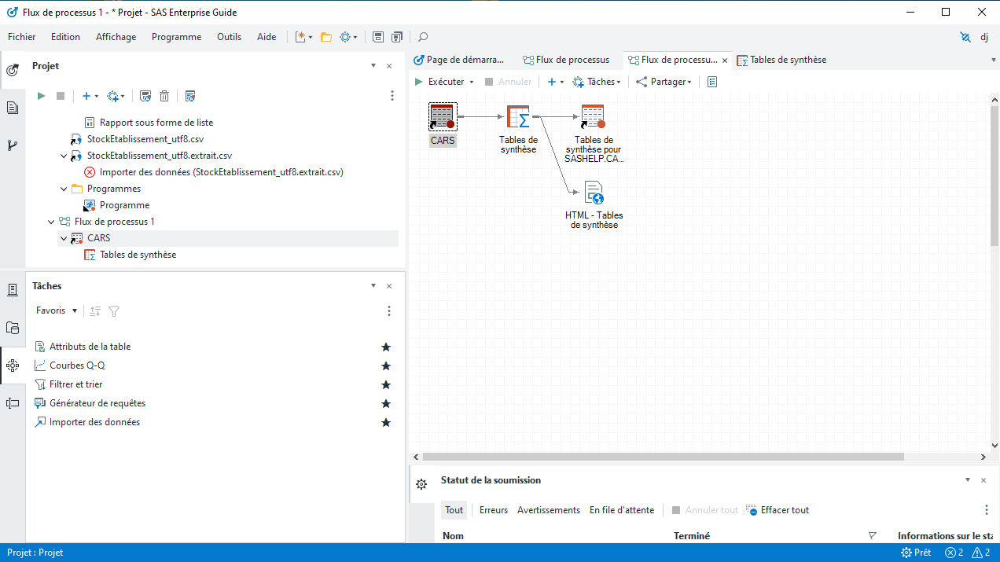 Flux de processus 1 - * Projet - SAS Enterprise Guide
Fichier Edition Affichage Programme Outils Aide dj
Projet
Rapport sous forme de liste
StockEtablissement_utf8.csv
StockEtablissement_utf8.extrait.csv
Importer des données (StockEtablissement_utf8.extrait.csv)
Programmes
Programme
Flux de processus 1
CARS
Tables de synthèse
Tâches
Favoris
Attributs de la table
Courbes Q-Q
Filtrer et trier
Générateur de requêtes
Importer des données
Page de démarra... Flux de processus Flux de processu... Tables de synthèse
Exécuter Annuler Tâches Partager
CARS
Tables de
synthèse
Tables de
synthèse pour
SASHELP.CA...
HTML - Tables
de synthèse
Statut de la soumission
Tout Erreurs Avertissements En file d'attente Annuler tout Effacer tout
Nom Terminé Informations sur le sta
Projet : Projet Prêt 2 2